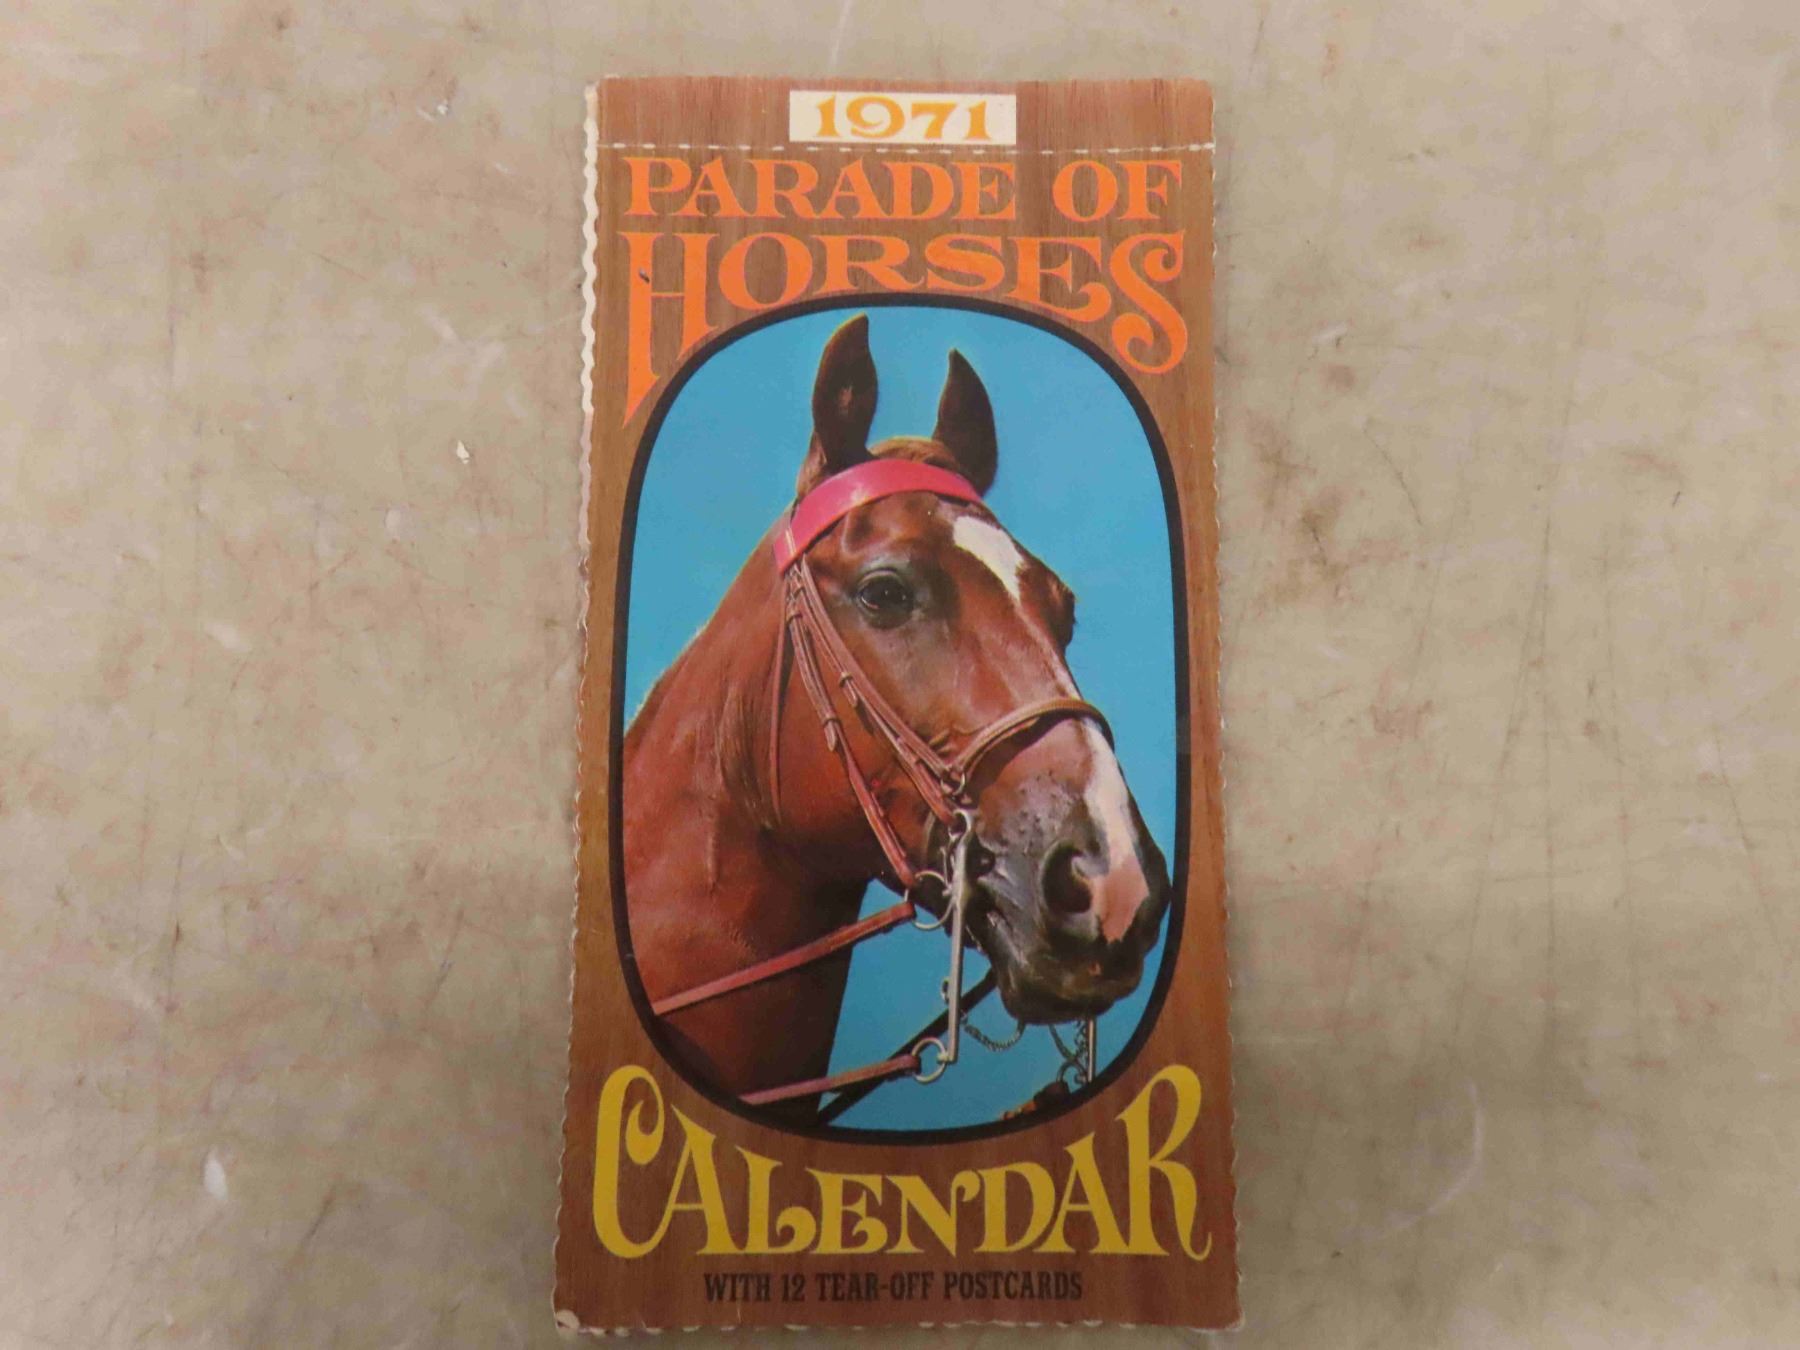 1971
PARADE OF
HORSES
CALENDAR
WITH 12 TEAR-OFF POSTCARDS